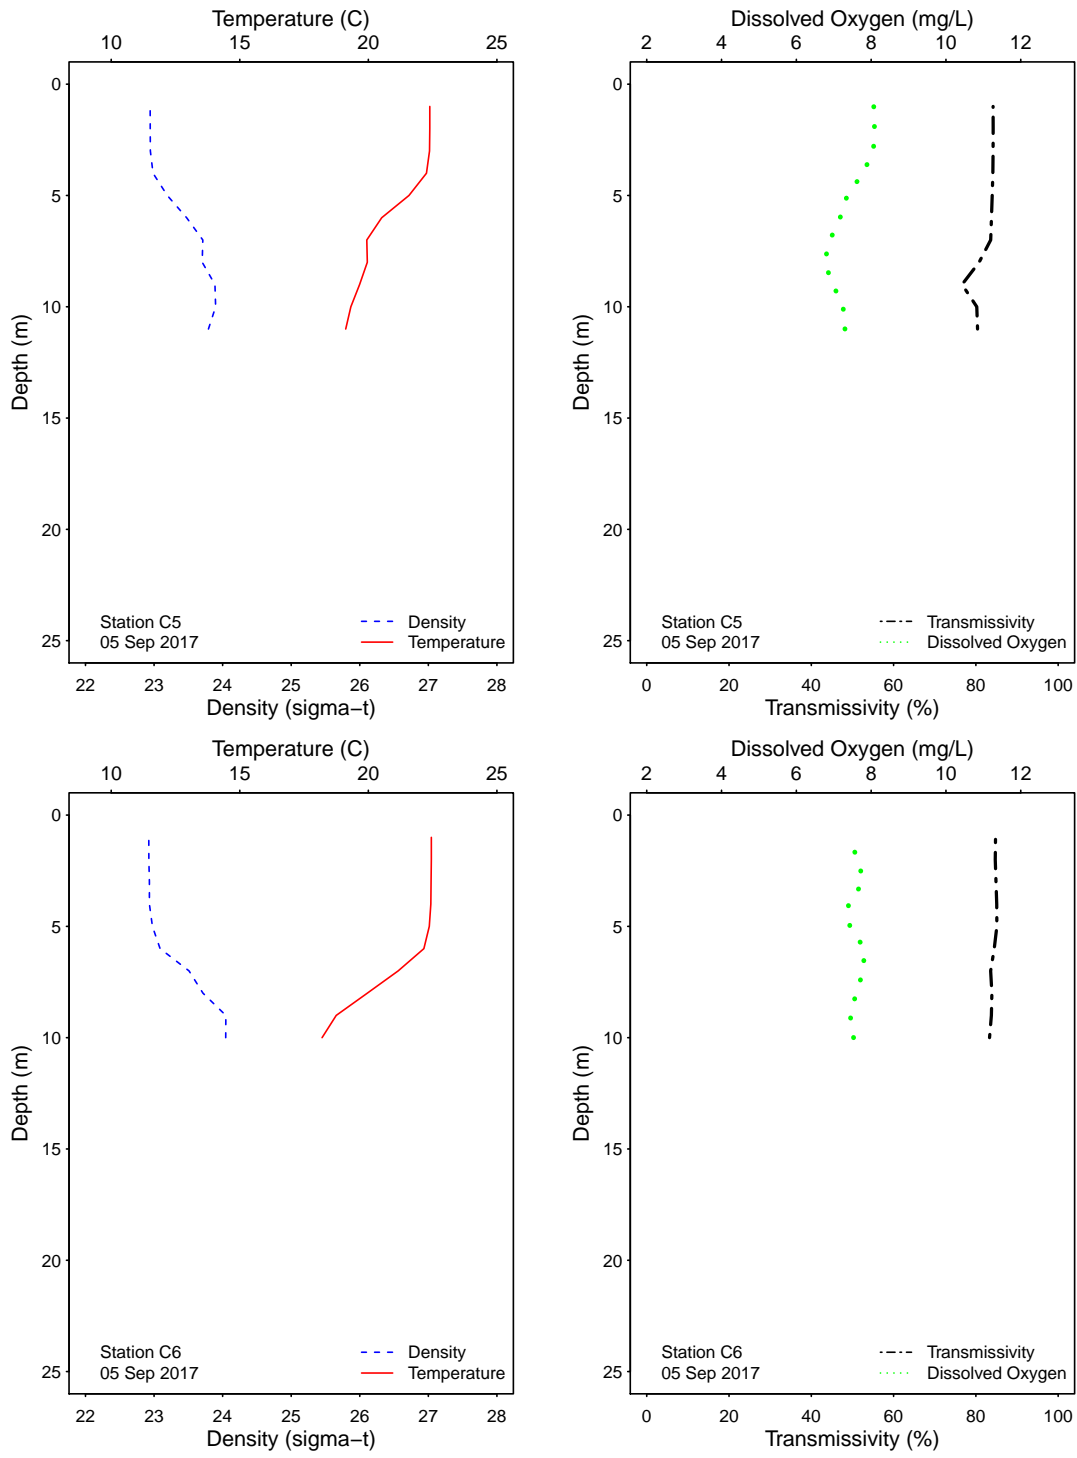 Temperature (C)
10 15 20 25
0
5
10
15
20
25
Depth (m)
Station C5
05 Sep 2017
Density
Temperature
22 23 24 25 26 27 28
Density (sigma−t)
Dissolved Oxygen (mg/L)
2 4 6 8 10 12
0
5
10
15
20
25
Depth (m)
Station C5
05 Sep 2017
Transmissivity
Dissolved Oxygen
0 20 40 60 80 100
Transmissivity (%)
Temperature (C)
10 15 20 25
0
5
10
15
20
25
Depth (m)
Station C6
05 Sep 2017
Density
Temperature
22 23 24 25 26 27 28
Density (sigma−t)
Dissolved Oxygen (mg/L)
2 4 6 8 10 12
0
5
10
15
20
25
Depth (m)
Station C6
05 Sep 2017
Transmissivity
Dissolved Oxygen
0 20 40 60 80 100
Transmissivity (%)